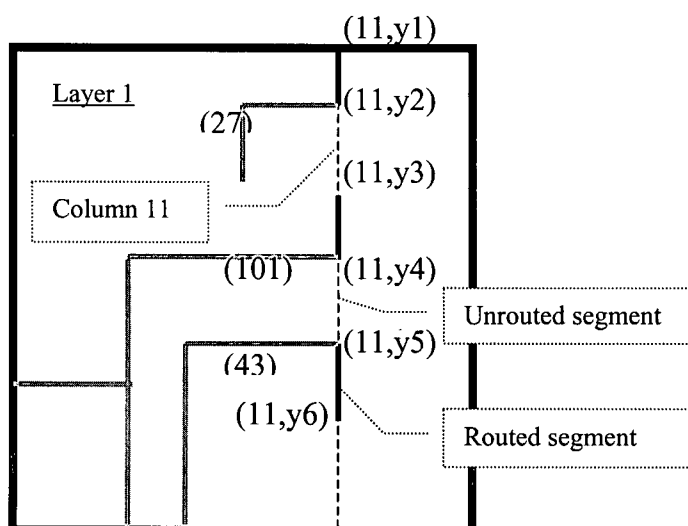 (11,y1)
Layer 1
(11,y2)
(27)
(11,y3)
Column 11
(11,y4)
(101)
Unrouted segment
(11,y5)
(43)
(11,y6)
Routed segment